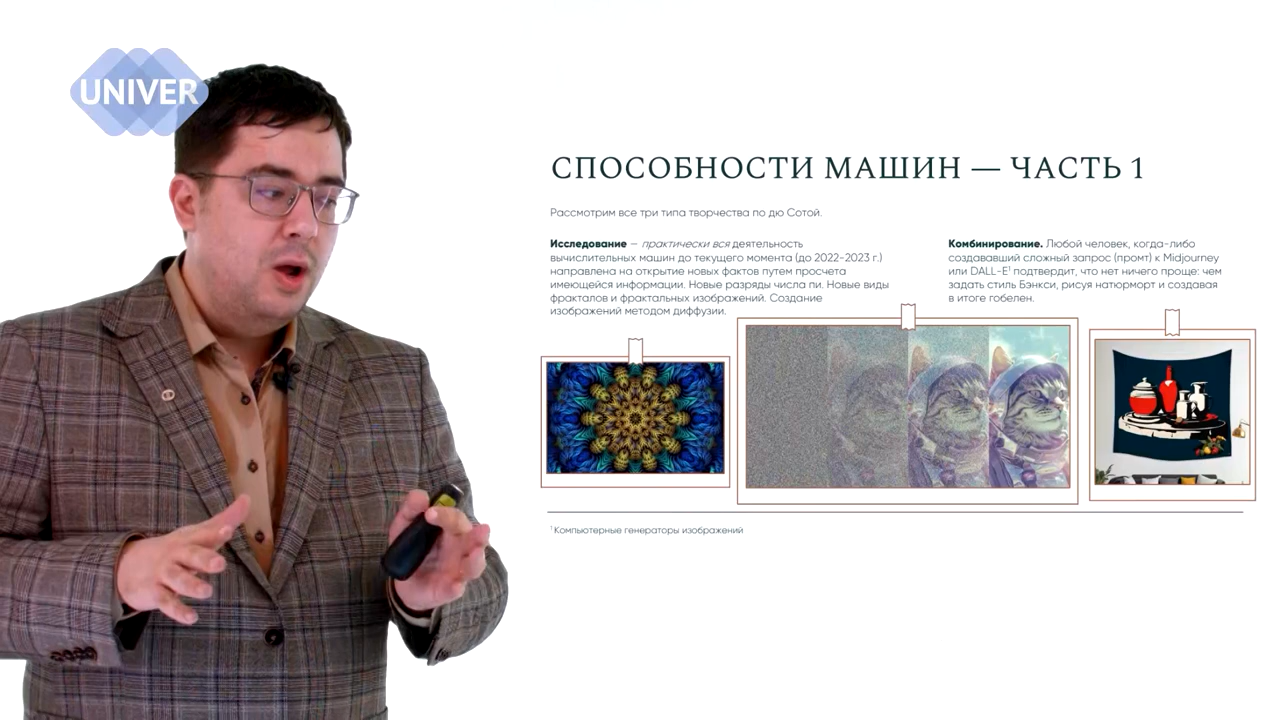 UNIVER
СПОСОБНОСТИ МАШИН — ЧАСТЬ 1
Рассмотрим все три типа творчества по дю Сотой.
Исследование – практически вся деятельность
вычислительных машин до текущего момента (до 2022-2023 г.)
направлена на открытие новых фактов путем просчета
имеющейся информации. Новые разряды числа пи. Новые виды
фракталов и фрактальных изображений. Создание
изображений методом диффузии.
Комбинирование. Любой человек, когда-либо
создававший сложный запрос (промт) к Midjourney
или DALL-E¹ подтвердит, что нет ничего проще: чем
задать стиль Бэнкси, рисуя натюрморт и создавая
в итоге гобелен.
¹ Компьютерные генераторы изображений